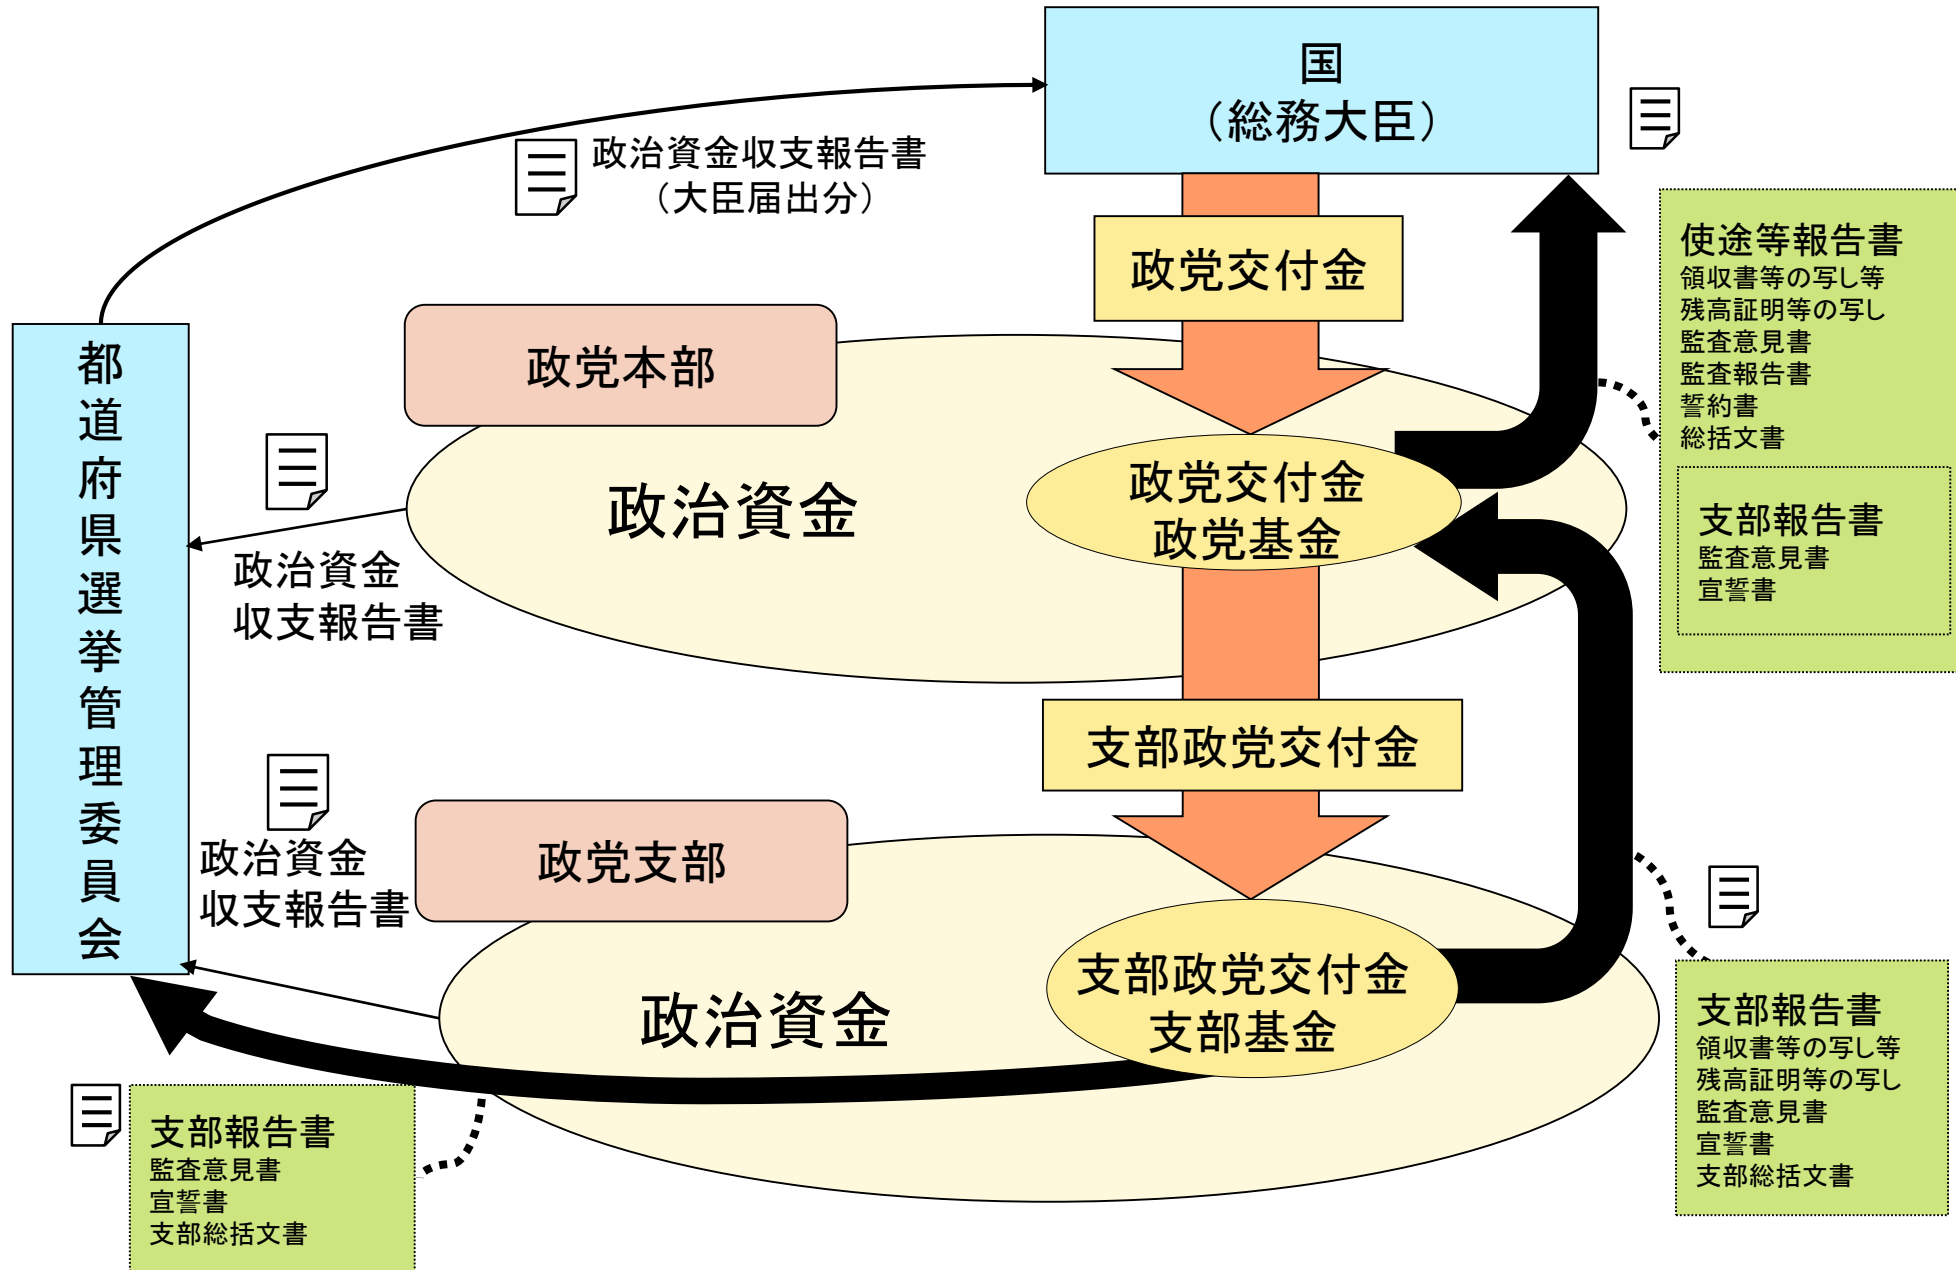 国
（総務大臣）
政治資金収支報告書
（大臣届出分）
政党交付金
使途等報告書
領収書等の写し等
残高証明等の写し
監査意見書
監査報告書
誓約書
総括文書
支部報告書
監査意見書
宣誓書
都道府県選挙管理委員会
政党本部
政治資金
政党交付金
政党基金
政治資金
収支報告書
支部政党交付金
政党支部
政治資金
収支報告書
政治資金
支部政党交付金
支部基金
支部報告書
領収書等の写し等
残高証明等の写し
監査意見書
宣誓書
支部総括文書
支部報告書
監査意見書
宣誓書
支部総括文書